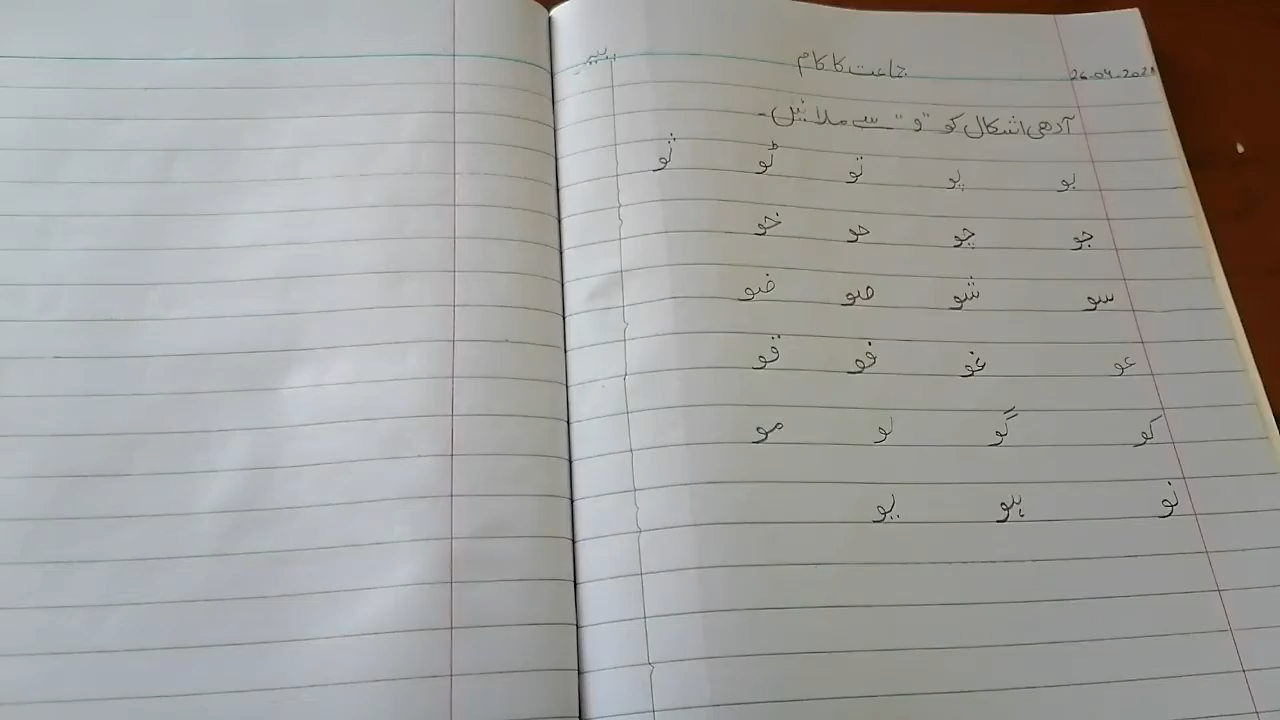 26-04-2021 جماعت کا کام پیر
آدھی اشکال کو "و" سے ملائیں۔
بو پو تو ٹو ثو
جو چو حو خو
سو شو صو ضو
عو غو فو قو
کو گو لو مو
نو ہو یو